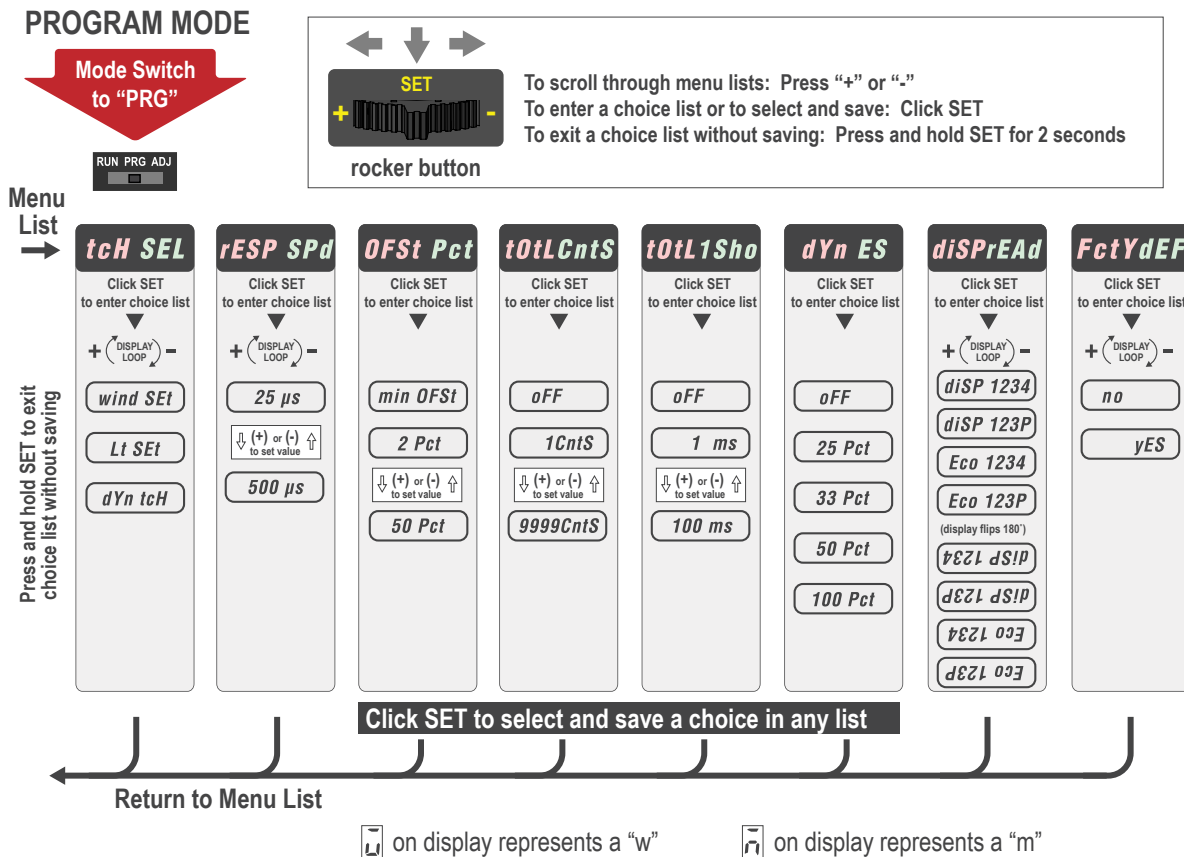 PROGRAM MODE
Mode Switch
to “PRG”
RUN PRG ADJ
SET
+ -
rocker button
To scroll through menu lists: Press “+” or “-”
To enter a choice list or to select and save: Click SET
To exit a choice list without saving: Press and hold SET for 2 seconds
Menu
List
Press and hold SET to exit
choice list without saving
tcH SEL
Click SET
to enter choice list
+ DISPLAY LOOP -
wind SEt
Lt SEt
dYn tcH
rESP SPd
Click SET
to enter choice list
+ DISPLAY LOOP -
25 µs
(+) or (-)
to set value
500 µs
OFSt Pct
Click SET
to enter choice list
min OFSt
2 Pct
(+) or (-)
to set value
50 Pct
tOtLCntS
Click SET
to enter choice list
oFF
1CntS
(+) or (-)
to set value
9999CntS
tOtL1Sho
Click SET
to enter choice list
oFF
1 ms
(+) or (-)
to set value
100 ms
dYn ES
Click SET
to enter choice list
oFF
25 Pct
33 Pct
50 Pct
100 Pct
diSPrEAd
Click SET
to enter choice list
+ DISPLAY LOOP -
diSP 1234
diSP 123P
Eco 1234
Eco 123P
(display flips 180˚)
diSP 1234
diSP 123P
Eco 1234
Eco 123P
FctYdEF
Click SET
to enter choice list
+ DISPLAY LOOP -
no
yES
Click SET to select and save a choice in any list
Return to Menu List
on display represents a “w”
on display represents a “m”